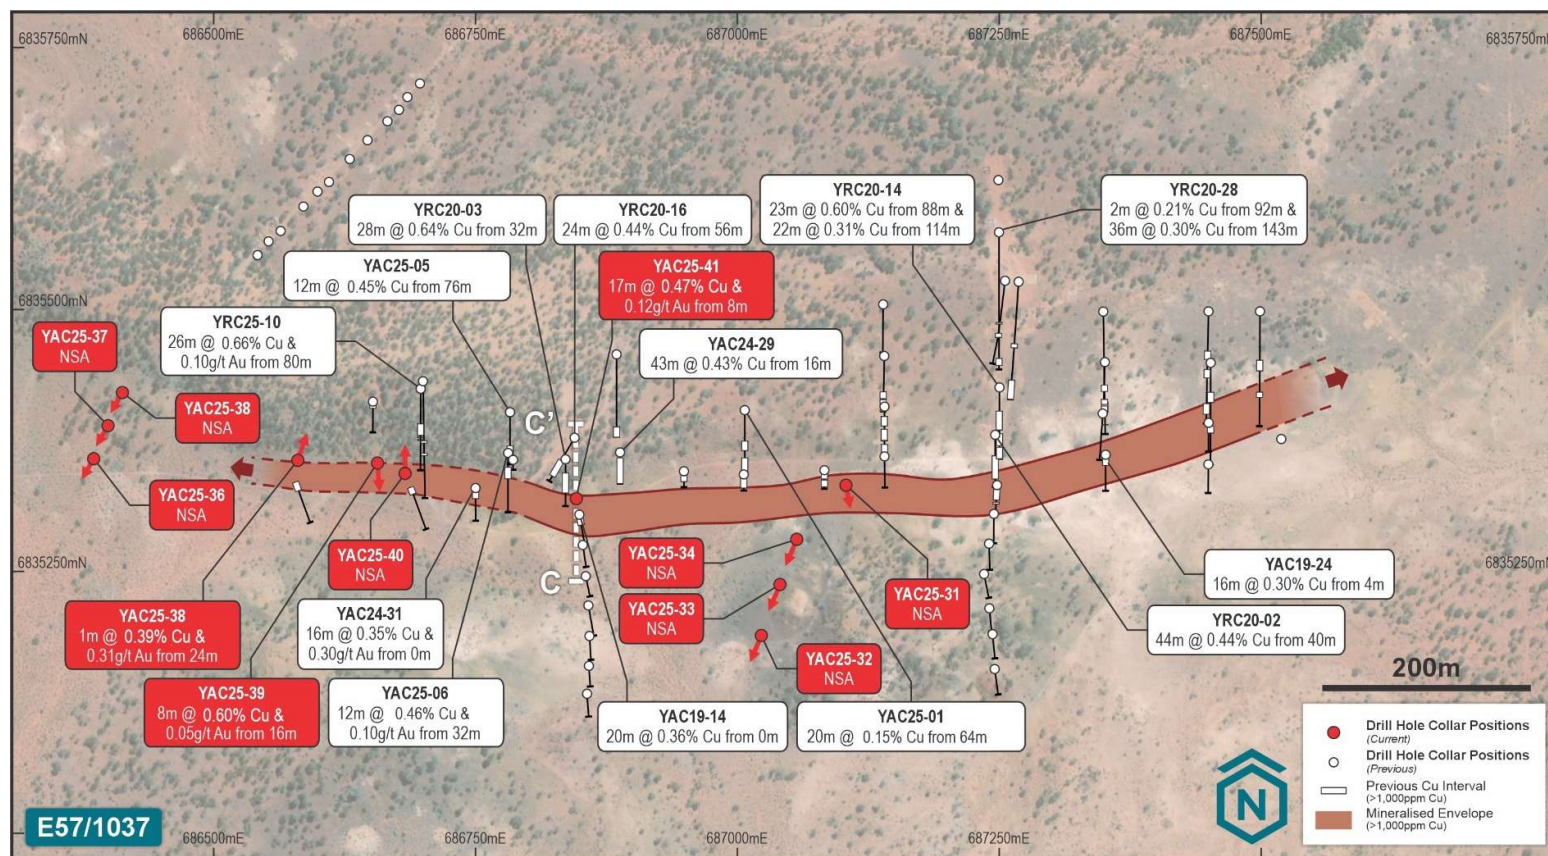 6835750mN
686500mE
686750mE
687000mE
687250mE
687500mE
6835750mN
YRC20-03
28m @ 0.64% Cu from 32m
YRC20-16
24m @ 0.44% Cu from 56m
YRC20-14
23m @ 0.60% Cu from 88m &
22m @ 0.31% Cu from 114m
YRC20-28
2m @ 0.21% Cu from 92m &
36m @ 0.30% Cu from 143m
YAC25-05
12m @ 0.45% Cu from 76m
YAC25-41
17m @ 0.47% Cu &
0.12g/t Au from 8m
6835500mN
6835500mN
YRC25-10
26m @ 0.66% Cu &
0.10g/t Au from 80m
YAC25-37
NSA
YAC24-29
43m @ 0.43% Cu from 16m
YAC25-38
NSA
C'
YAC25-36
NSA
YAC25-40
NSA
C
YAC25-34
NSA
6835250mN
6835250mN
YAC19-24
16m @ 0.30% Cu from 4m
YAC25-33
NSA
YAC25-31
NSA
YAC25-38
1m @ 0.39% Cu &
0.31g/t Au from 24m
YAC24-31
16m @ 0.35% Cu &
0.30g/t Au from 0m
YRC20-02
44m @ 0.44% Cu from 40m
YAC25-32
NSA
YAC25-39
8m @ 0.60% Cu &
0.05g/t Au from 16m
YAC25-06
12m @ 0.46% Cu &
0.10g/t Au from 32m
YAC19-14
20m @ 0.36% Cu from 0m
YAC25-01
20m @ 0.15% Cu from 64m
200m
Drill Hole Collar Positions
(Current)
Drill Hole Collar Positions
(Previous)
Previous Cu Interval
(>1,000ppm Cu)
Mineralised Envelope
(>1,000ppm Cu)
N
E57/1037
686500mE
686750mE
687000mE
687250mE